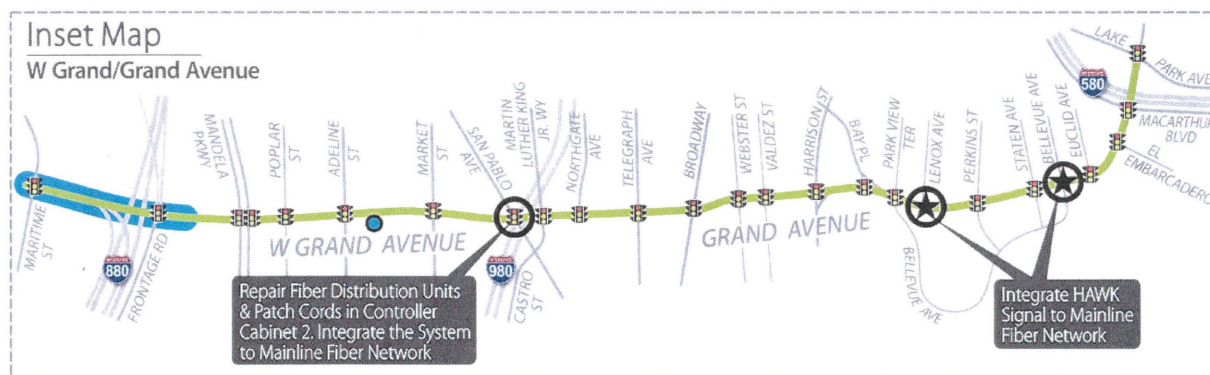 Inset Map
W Grand/Grand Avenue
MARITIME
ST
880
FRONTAGE RD
MANDELA
PKWY
POPLAR
ST
ADELINE
ST
MARKET
ST
SAN PABLO
AVE
MARTIN
LUTHER KING
JR. WY
NORTHGATE
AVE
TELEGRAPH
AVE
BROADWAY
WEBSTER ST
VALDEZ ST
HARRISON ST
BAY PL
PARK VIEW
TER
LENOX AVE
PERKINS ST
STATEN AVE
BELLEVUE AVE
EUCLID AVE
LAKE
PARK AVE
580
MACARTHUR
BLVD
EL
EMBARCADERO
W GRAND AVENUE
GRAND AVENUE
980
CASTRO
ST
BELLEVUE AVE
Repair Fiber Distribution Units
& Patch Cords in Controller
Cabinet 2. Integrate the System
to Mainline Fiber Network
Integrate HAWK
Signal to Mainline
Fiber Network